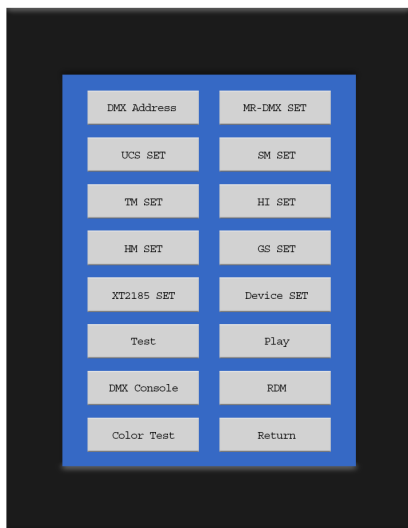 DMX Address
MR-DMX SET
UCS SET
SM SET
TM SET
HI SET
HM SET
GS SET
XT2185 SET
Device SET
Test
Play
DMX Console
RDM
Color Test
Return